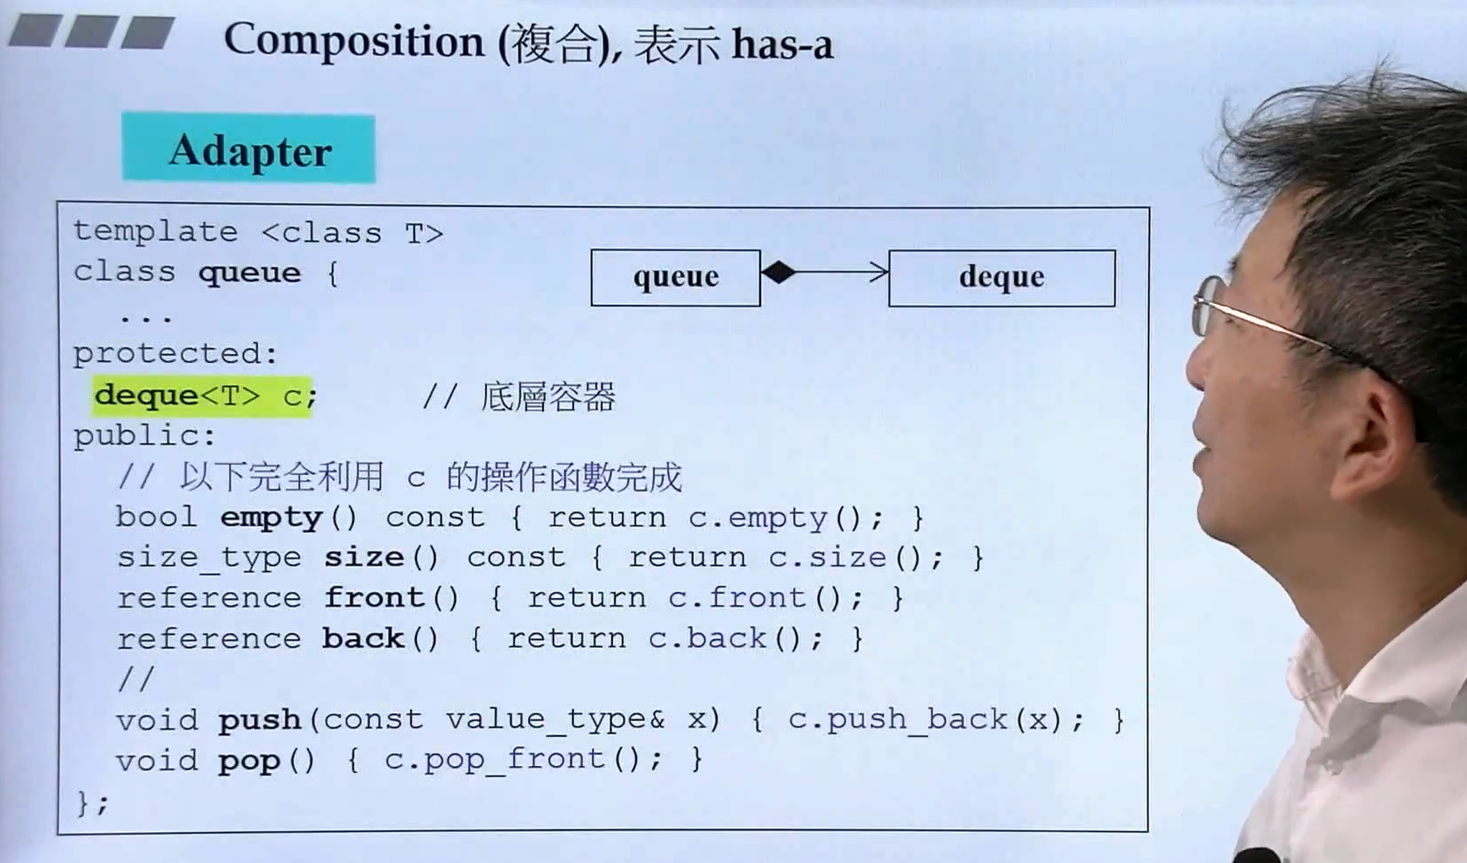 Composition (複合), 表示 has-a
Adapter
template <class T>
class queue {
...
protected:
deque<T> c; // 底層容器
public:
// 以下完全利用 c 的操作函數完成
bool empty() const { return c.empty(); }
size_type size() const { return c.size(); }
reference front() { return c.front(); }
reference back() { return c.back(); }
//
void push(const value_type& x) { c.push_back(x); }
void pop() { c.pop_front(); }
};
queue
deque